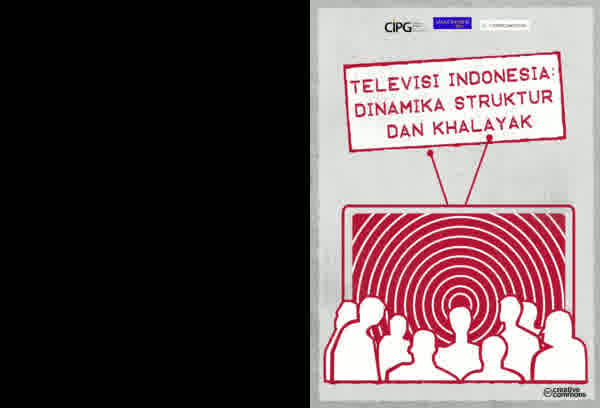 CIPG
TELEVISI INDONESIA:
DINAMIKA STRUKTUR
DAN KHALAYAK
creative
commons